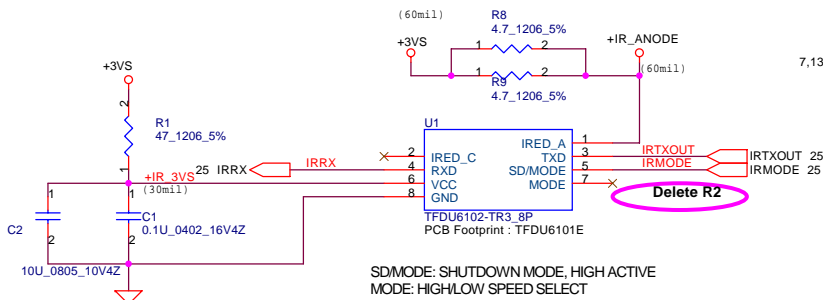 (60mil)
R8
4.7_1206_5%
+3VS
1
2
+IR_ANODE
(60mil)
1
2
R9
4.7_1206_5%
7,13
+3VS
2
R1
47_1206_5%
1
U1
IRED_A
1
2
IRED_C
TXD
3
IRTXOUT
IRTXOUT 25
25 IRRX
IRRX
4
RXD
SD/MODE
5
IRMODE
IRMODE 25
+IR_3VS
(30mil)
6
VCC
MODE
7
8
GND
Delete R2
TFDU6102-TR3_8P
PCB Footprint : TFDU6101E
1
1
C2
C1
0.1U_0402_16V4Z
2
2
10U_0805_10V4Z
SD/MODE: SHUTDOWN MODE, HIGH ACTIVE
MODE: HIGH/LOW SPEED SELECT